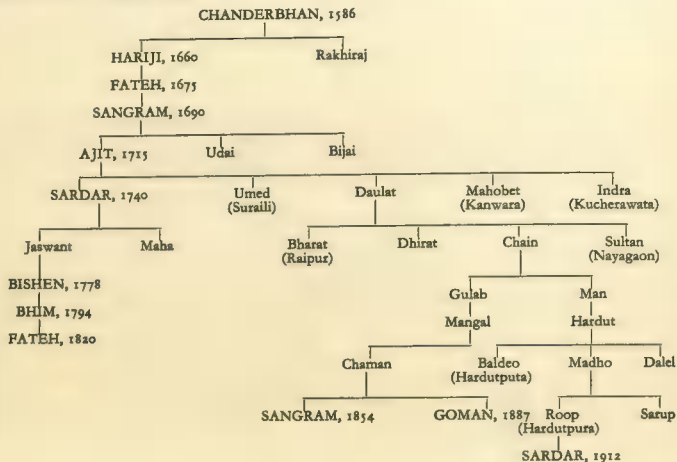 CHANDERBHAN, 1586
HARIJI, 1660 Rakhiraj
FATEH, 1675
SANGRAM, 1690
AJIT, 1715 Udai Bijai
SARDAR, 1740 Umed Daulat Mahobet Indra
(Suraili) (Kanwara) (Kucherawata)
Jaswant Maha Bharat Dhirat Chain Sultan
(Raipur) (Nayagaon)
BISHEN, 1778 Gulab Man
BHIM, 1794 Mangal Hardut
FATEH, 1820
Chaman Baldeo Madho Dalel
(Hardutputa)
SANGRAM, 1854 GOMAN, 1887 Roop Sarup
(Hardutpura)
SARDAR, 1912